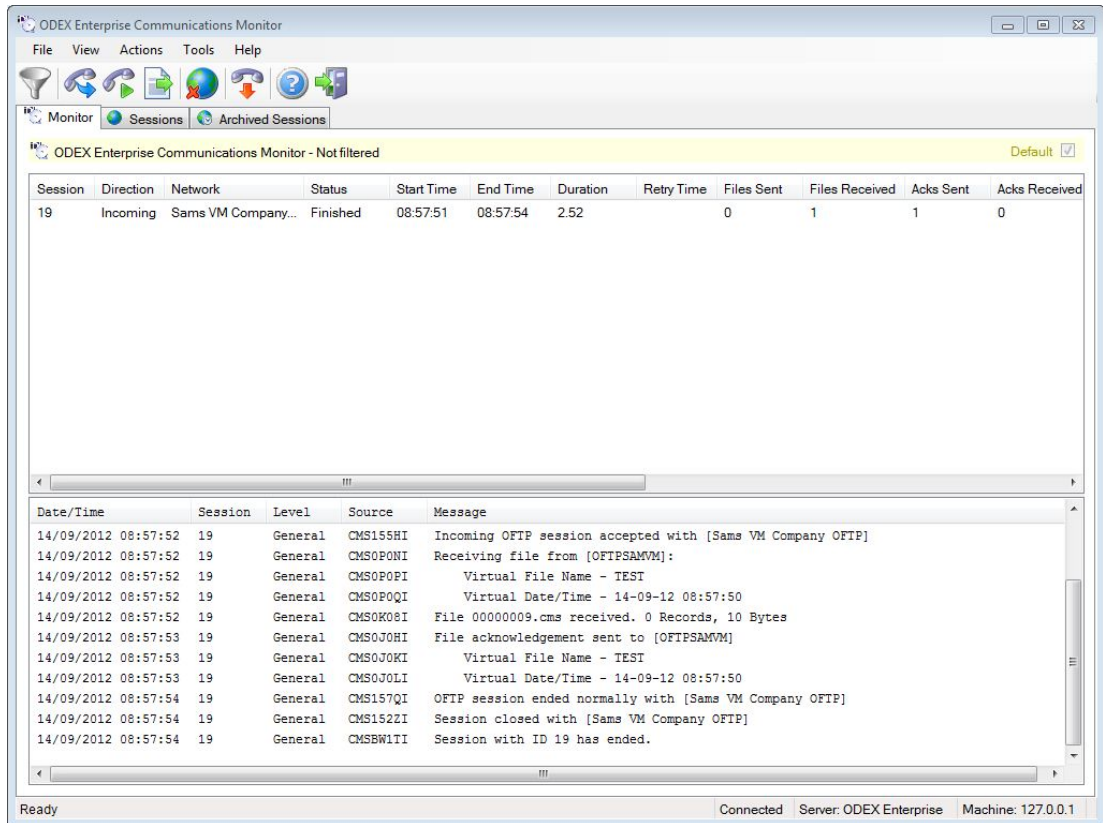 ODEX Enterprise Communications Monitor
File View Actions Tools Help
Monitor Sessions Archived Sessions
ODEX Enterprise Communications Monitor - Not filtered Default
Session Direction Network Status Start Time End Time Duration Retry Time Files Sent Files Received Acks Sent Acks Received
19 Incoming Sams VM Company... Finished 08:57:51 08:57:54 2.52 0 1 1 0
Date/Time Session Level Source Message
14/09/2012 08:57:52 19 General CMS155HI Incoming OFTP session accepted with [Sams VM Company OFTP]
14/09/2012 08:57:52 19 General CMS0P0NI Receiving file from [OFTPSAMVM]:
14/09/2012 08:57:52 19 General CMS0P0PI Virtual File Name - TEST
14/09/2012 08:57:52 19 General CMS0P0QI Virtual Date/Time - 14-09-12 08:57:50
14/09/2012 08:57:52 19 General CMS0K08I File 00000009.cms received. 0 Records, 10 Bytes
14/09/2012 08:57:53 19 General CMS0J0HI File acknowledgement sent to [OFTPSAMVM]
14/09/2012 08:57:53 19 General CMS0J0KI Virtual File Name - TEST
14/09/2012 08:57:53 19 General CMS0J0LI Virtual Date/Time - 14-09-12 08:57:50
14/09/2012 08:57:54 19 General CMS157QI OFTP session ended normally with [Sams VM Company OFTP]
14/09/2012 08:57:54 19 General CMS152ZI Session closed with [Sams VM Company OFTP]
14/09/2012 08:57:54 19 General CMSBW1TI Session with ID 19 has ended.
Ready Connected Server: ODEX Enterprise Machine: 127.0.0.1